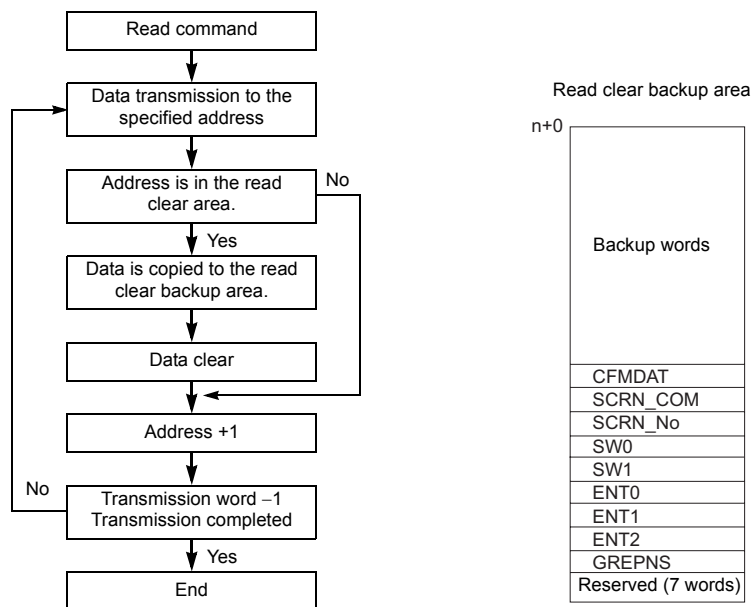 Read command
Data transmission to the
specified address
Address is in the read
clear area.
No
Yes
Data is copied to the read
clear backup area.
Data clear
Address +1
No
Transmission word −1
Transmission completed
Yes
End
Read clear backup area
n+0
Backup words
CFMDAT
SCRN_COM
SCRN_No
SW0
SW1
ENT0
ENT1
ENT2
GREPNS
Reserved (7 words)